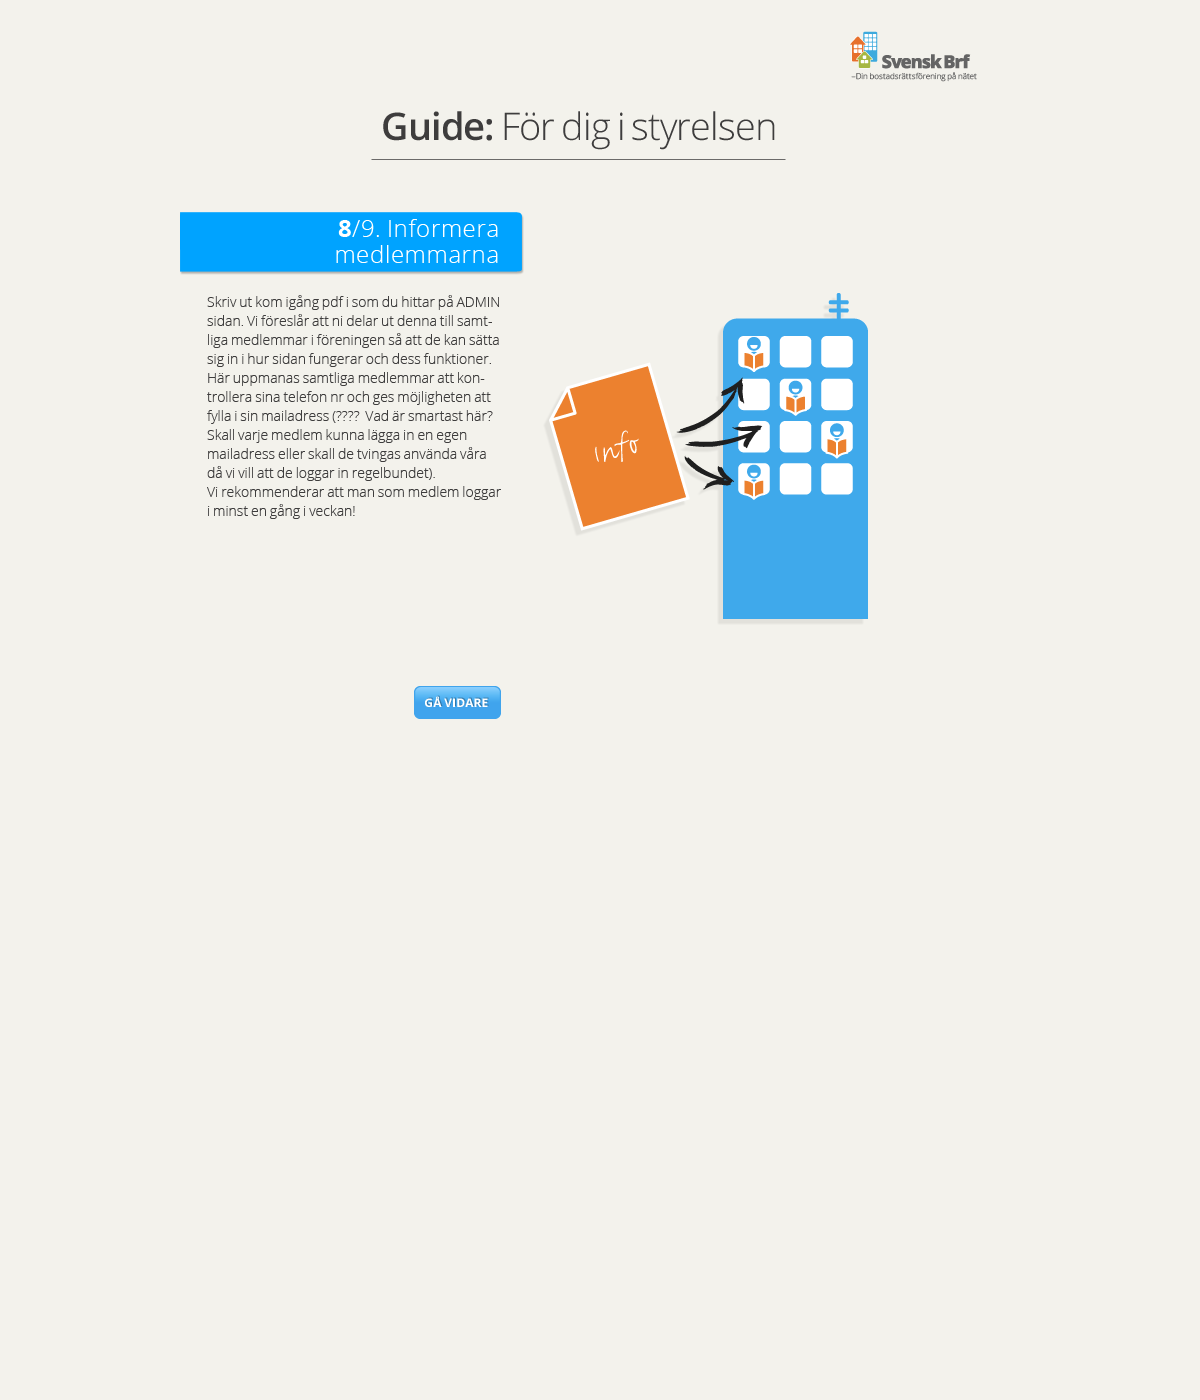 Svensk Brf
–Din bostadsrättsförening på nätet
Guide: För dig i styrelsen
8/9. Informera
medlemmarna
Skriv ut kom igång pdf i som du hittar på ADMIN
sidan. Vi föreslår att ni delar ut denna till samt-
liga medlemmar i föreningen så att de kan sätta
sig in i hur sidan fungerar och dess funktioner.
Här uppmanas samtliga medlemmar att kon-
trollera sina telefon nr och ges möjligheten att
fylla i sin mailadress (????  Vad är smartast här?
Skall varje medlem kunna lägga in en egen
mailadress eller skall de tvingas använda våra
då vi vill att de loggar in regelbundet).
Vi rekommenderar att man som medlem loggar
i minst en gång i veckan!
info
GÅ VIDARE